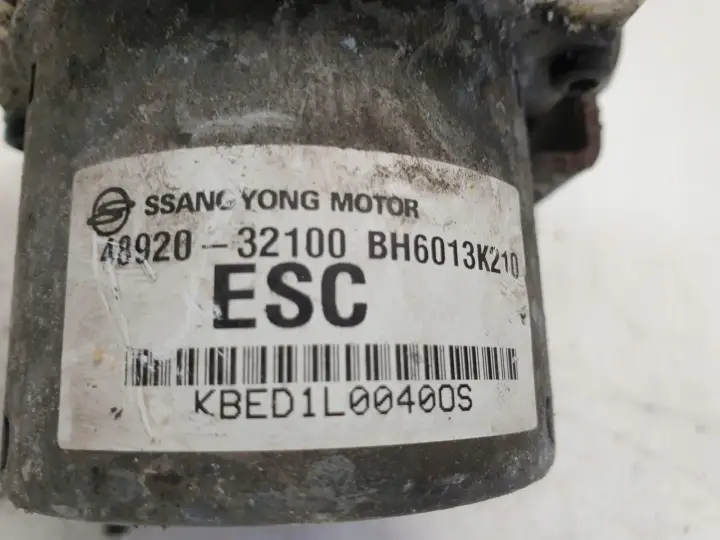 SSANG YONG MOTOR
48920-32100 BH6013K210
ESC
KBED1L00400S